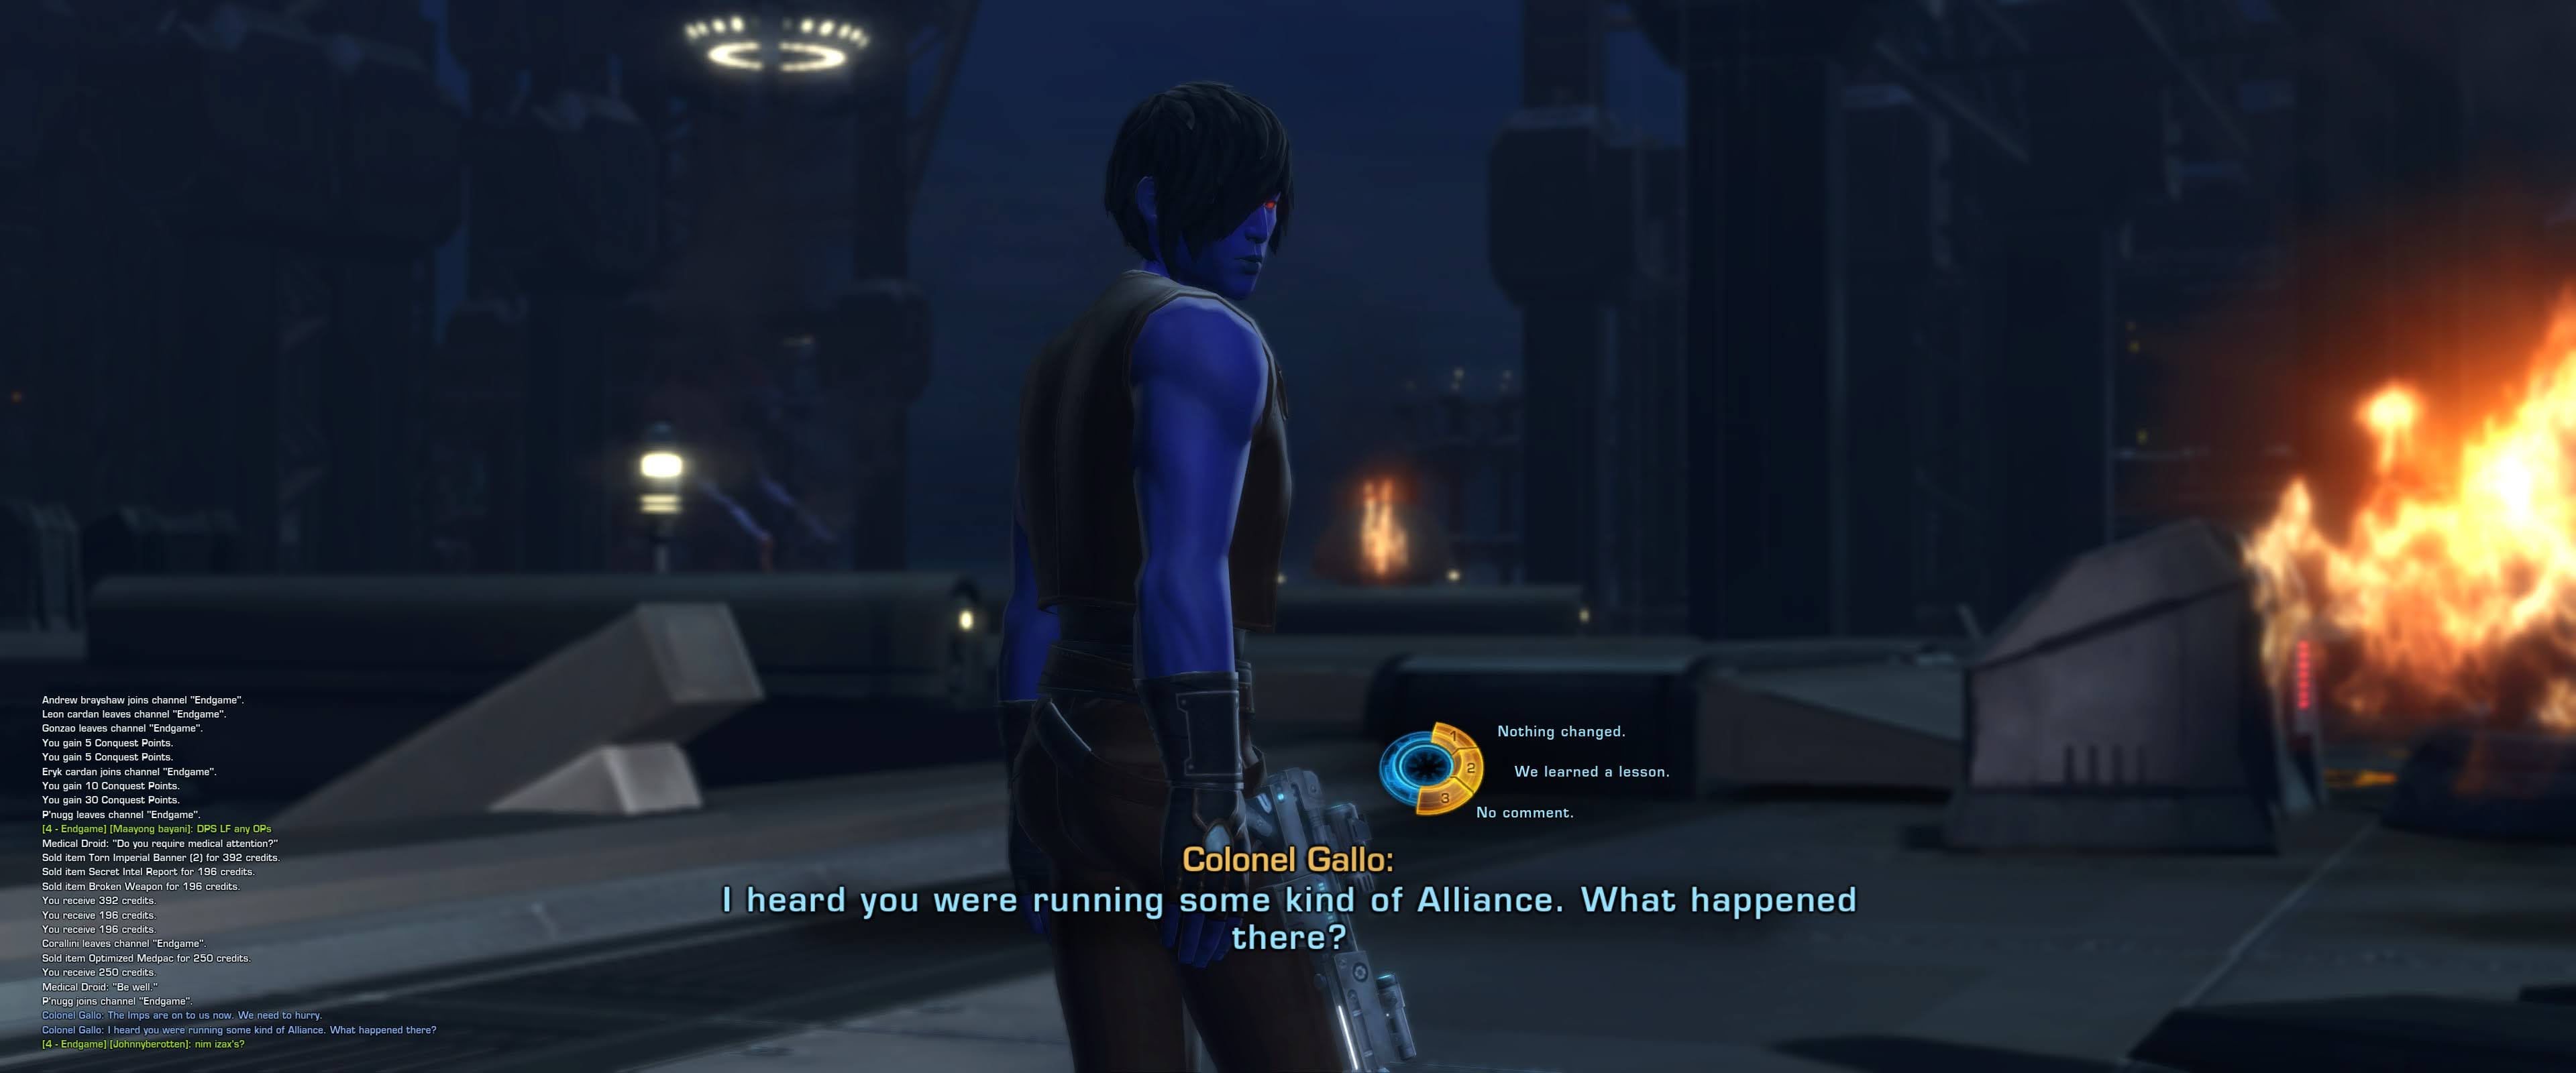 Andrew brayshaw joins channel "Endgame".
Leon cardan leaves channel "Endgame".
Gonzao leaves channel "Endgame".
You gain 5 Conquest Points.
You gain 5 Conquest Points.
Eryk cardan joins channel "Endgame".
You gain 10 Conquest Points.
You gain 30 Conquest Points.
P'nugg leaves channel "Endgame".
[4 - Endgame] [Maayong bayani]: DPS LF any OPs
Medical Droid: "Do you require medical attention?"
Sold item Torn Imperial Banner (2) for 392 credits.
Sold item Secret Intel Report for 196 credits.
Sold item Broken Weapon for 196 credits.
You receive 392 credits.
You receive 196 credits.
You receive 196 credits.
Corallini leaves channel "Endgame".
Sold item Optimized Medpac for 250 credits.
You receive 250 credits.
Medical Droid: "Be well."
P'nugg joins channel "Endgame".
Colonel Gallo: The Imps are on to us now. We need to hurry.
Colonel Gallo: I heard you were running some kind of Alliance. What happened there?
[4 - Endgame] [Johnnyberotten]: nim izax's?
1 Nothing changed.
2 We learned a lesson.
3 No comment.
Colonel Gallo:
I heard you were running some kind of Alliance. What happened
there?